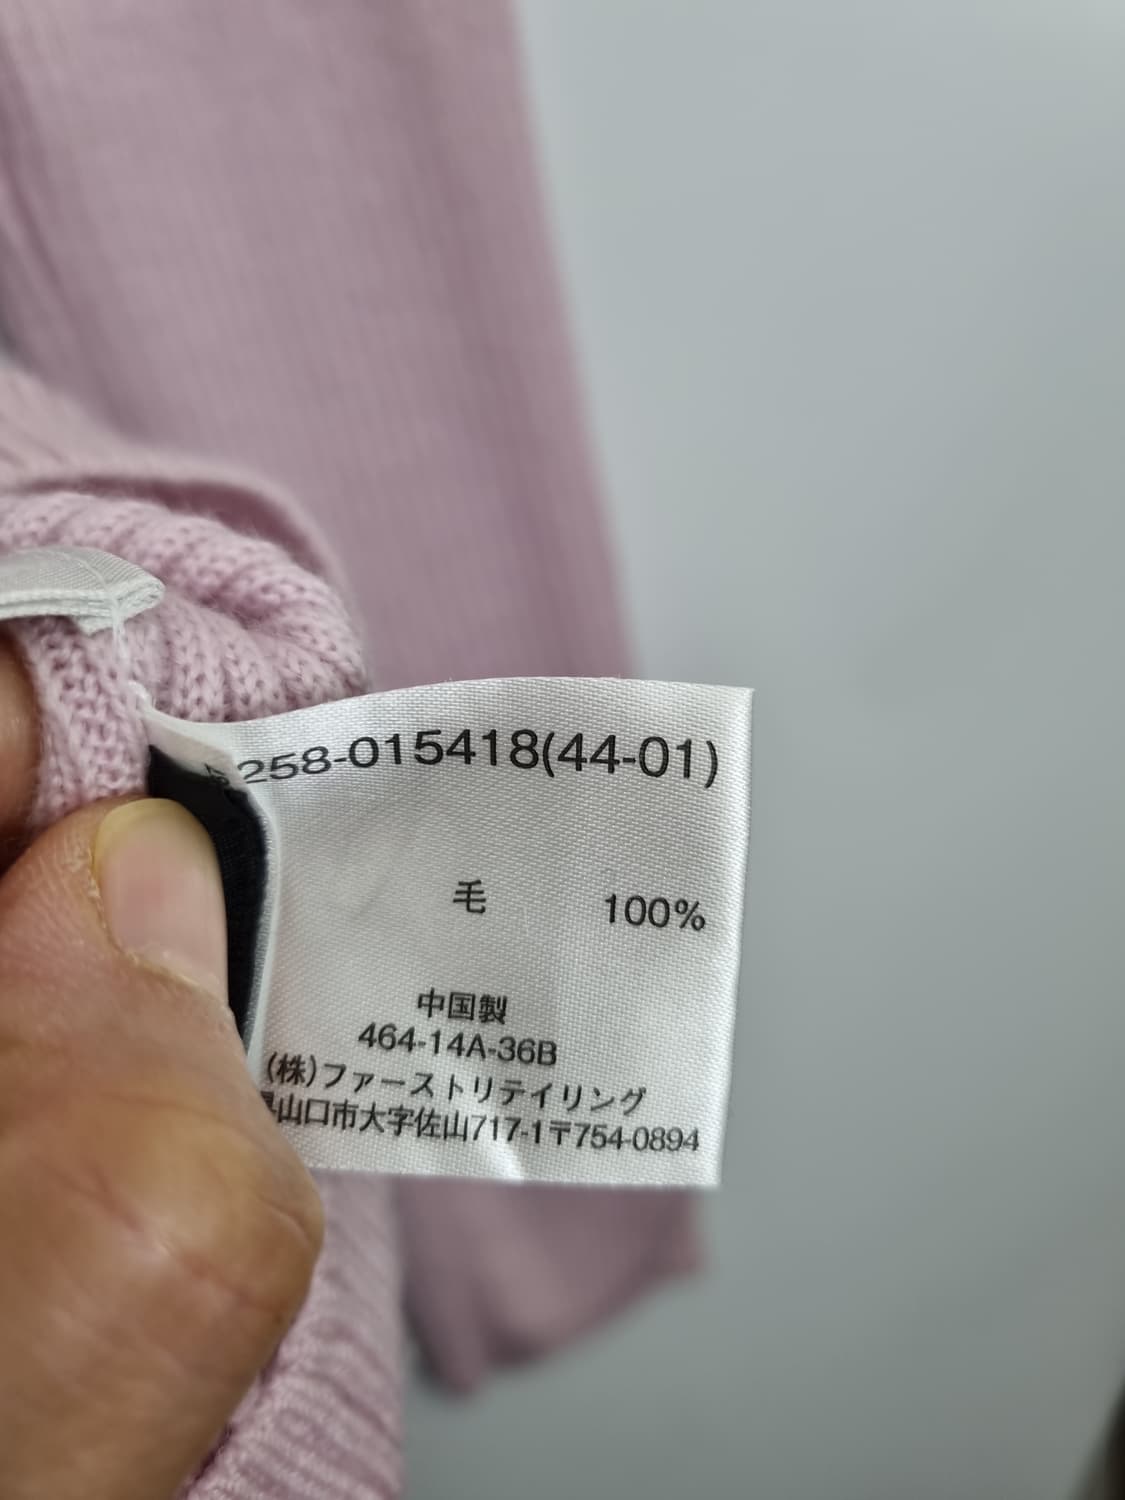 258-015418(44-01)
毛 100%
中国製
464-14A-36B
(株)ファーストリテイリング
山口市大字佐山717-1〒754-0894